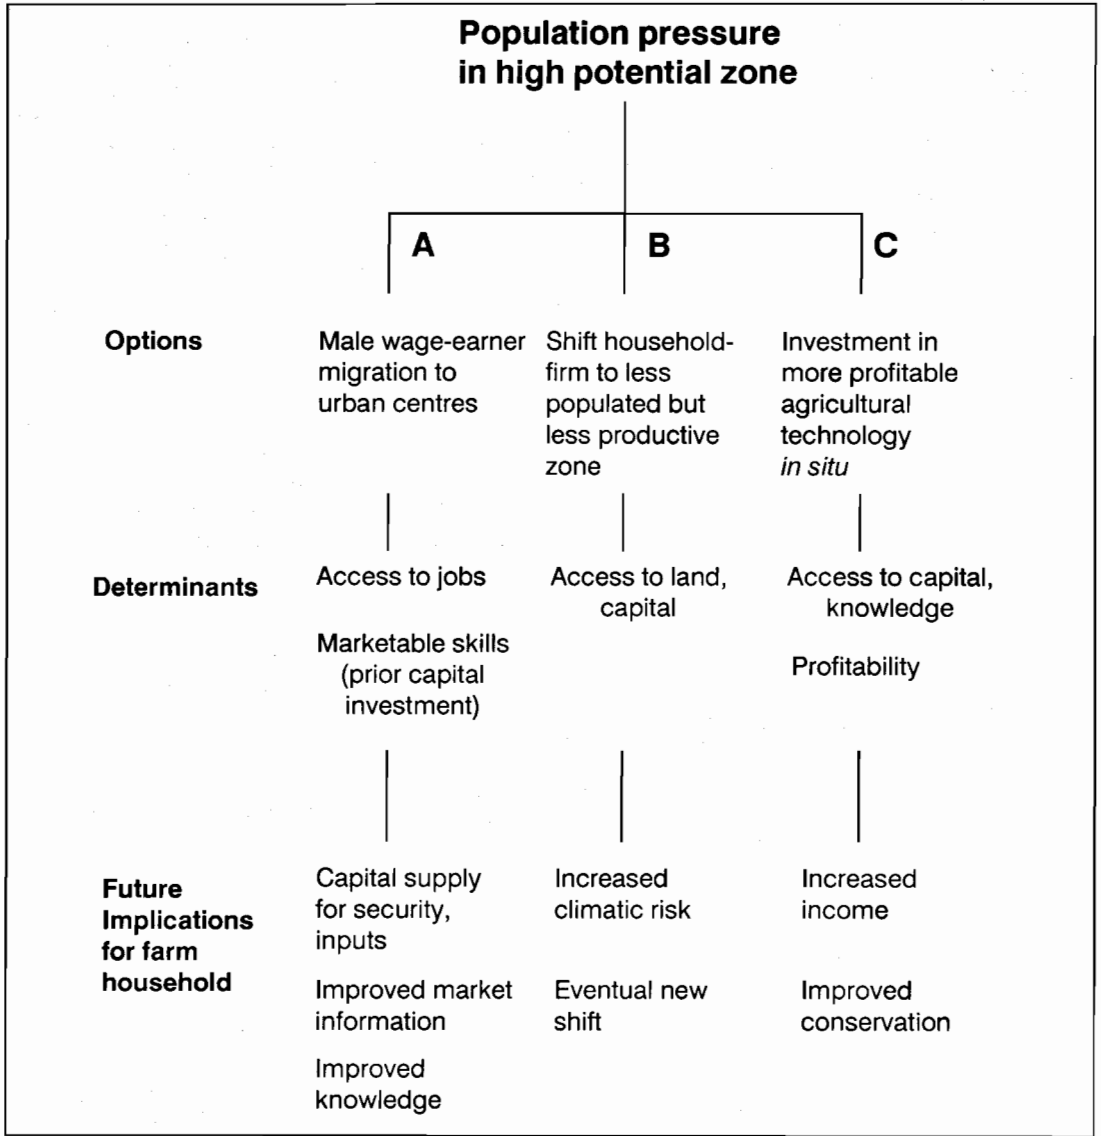 Population pressure
in high potential zone
A
B
C
Options
Male wage-earner
migration to
urban centres
Shift household-
firm to less
populated but
less productive
zone
Investment in
more profitable
agricultural
technology
in situ
Determinants
Access to jobs
Marketable skills
(prior capital
investment)
Access to land,
capital
Access to capital,
knowledge
Profitability
Future
Implications
for farm
household
Capital supply
for security,
inputs
Improved market
information
Improved
knowledge
Increased
climatic risk
Eventual new
shift
Increased
income
Improved
conservation